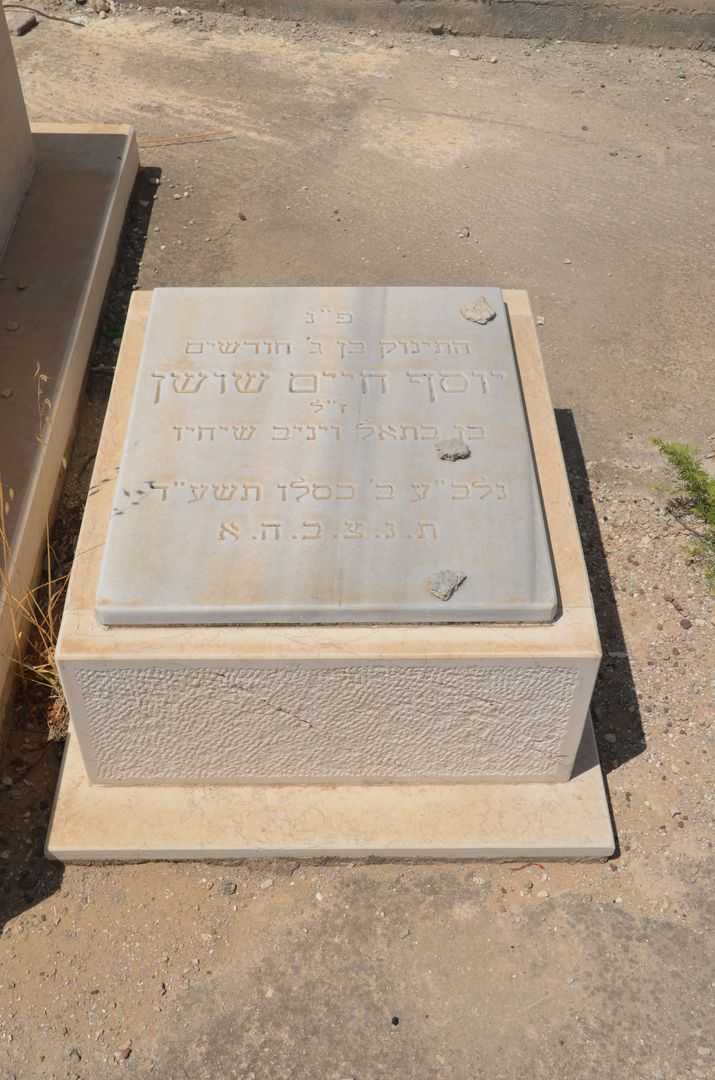 פ"נ
התינוק בן ג' חודשים
יוסף חיים שושן
ז"ל
בן בתאל ויניב שיחיו
נלב"ע ב' כסלו תשע"ד
ת.נ.צ.ב.ה.א